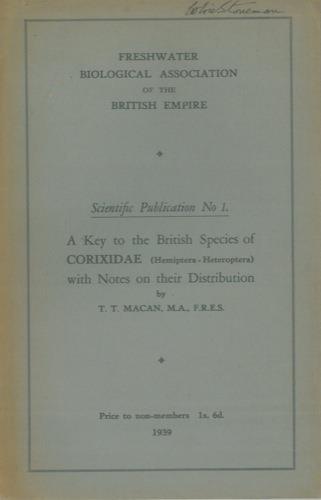 FRESHWATER
BIOLOGICAL ASSOCIATION
OF THE
BRITISH EMPIRE
Scientific Publication No 1.
A Key to the British Species of
CORIXIDAE (Hemiptera-Heteroptera)
with Notes on their Distribution
by
T. T. MACAN, M.A., F.R.E.S.
Price to non-members 1s. 6d.
1939